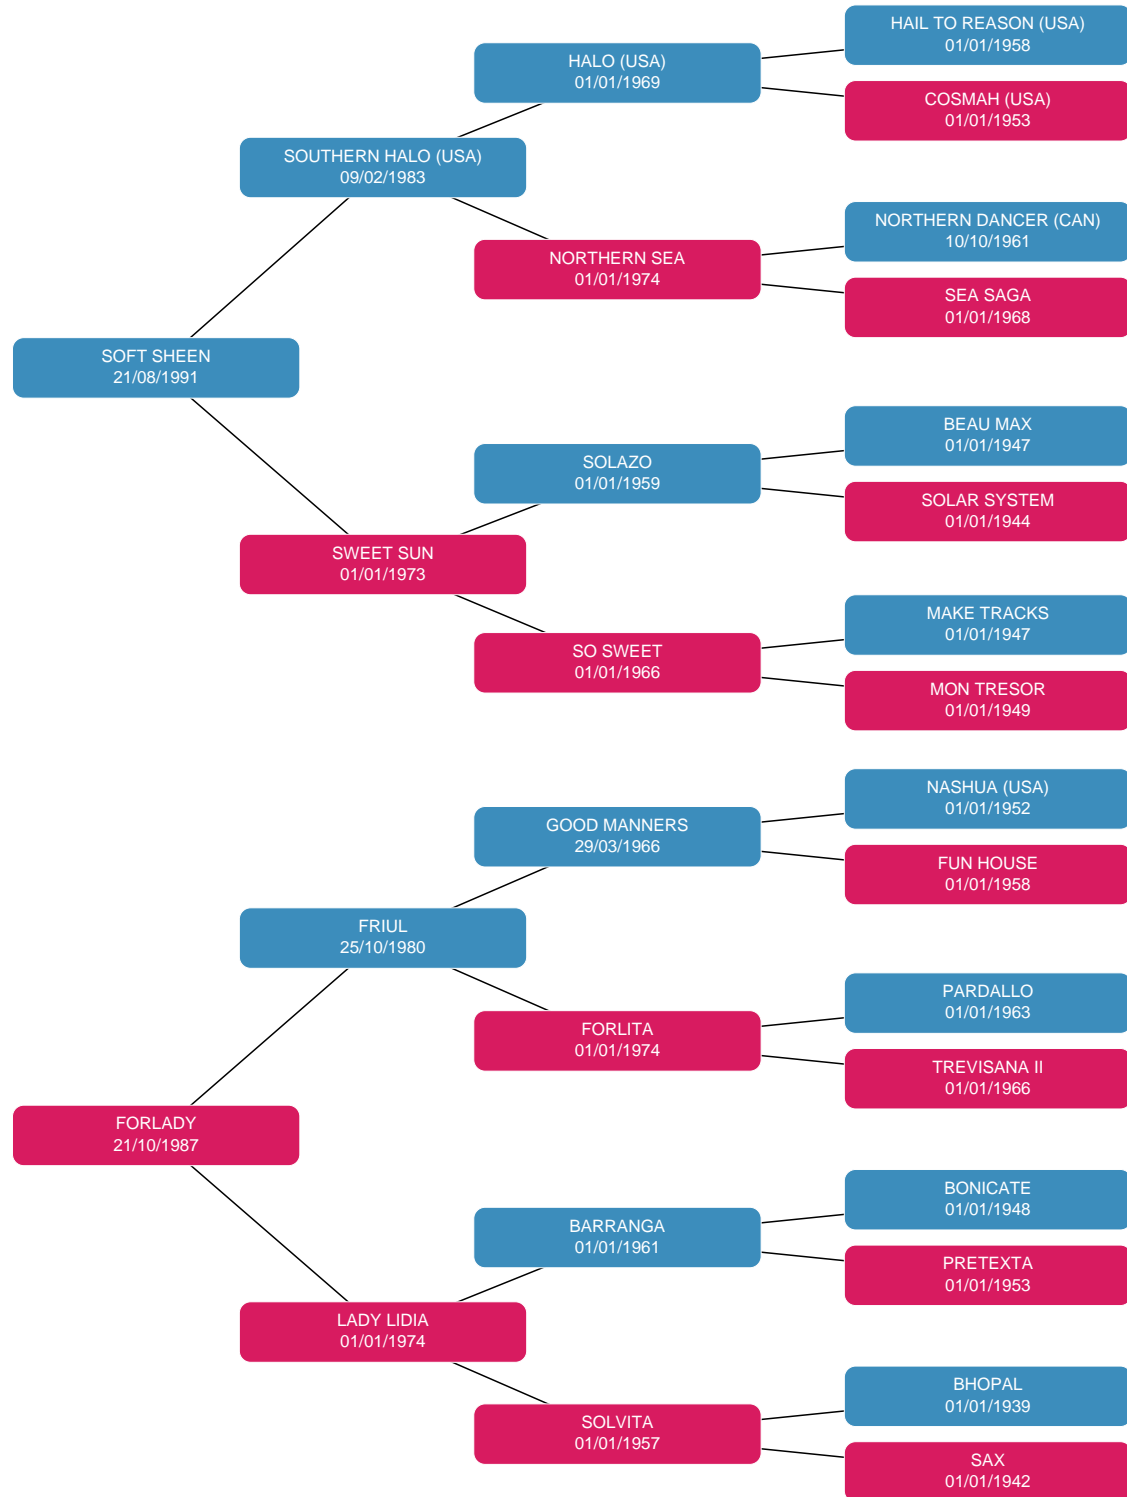 HAIL TO REASON (USA)
01/01/1958
HALO (USA)
01/01/1969
COSMAH (USA)
01/01/1953
SOUTHERN HALO (USA)
09/02/1983
NORTHERN DANCER (CAN)
10/10/1961
NORTHERN SEA
01/01/1974
SEA SAGA
01/01/1968
SOFT SHEEN
21/08/1991
BEAU MAX
01/01/1947
SOLAZO
01/01/1959
SOLAR SYSTEM
01/01/1944
SWEET SUN
01/01/1973
MAKE TRACKS
01/01/1947
SO SWEET
01/01/1966
MON TRESOR
01/01/1949
NASHUA (USA)
01/01/1952
GOOD MANNERS
29/03/1966
FUN HOUSE
01/01/1958
FRIUL
25/10/1980
PARDALLO
01/01/1963
FORLITA
01/01/1974
TREVISANA II
01/01/1966
FORLADY
21/10/1987
BONICATE
01/01/1948
BARRANGA
01/01/1961
PRETEXTA
01/01/1953
LADY LIDIA
01/01/1974
BHOPAL
01/01/1939
SOLVITA
01/01/1957
SAX
01/01/1942